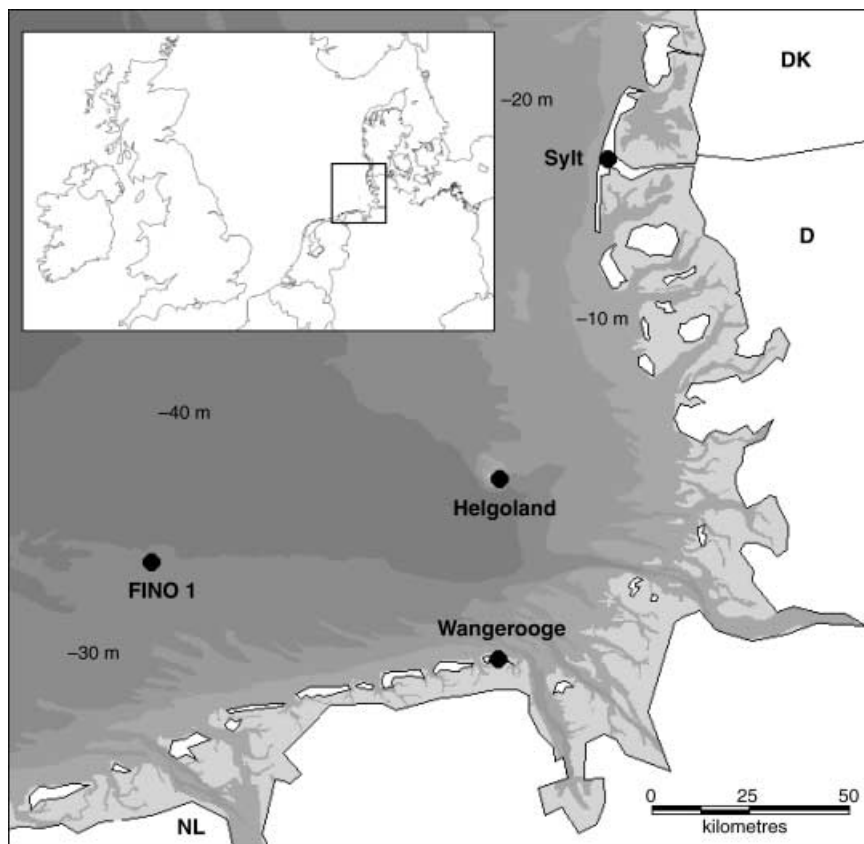 DK
–20 m
Sylt
D
–10 m
–40 m
Helgoland
FINO 1
Wangerooge
–30 m
0 25 50
kilometres
NL